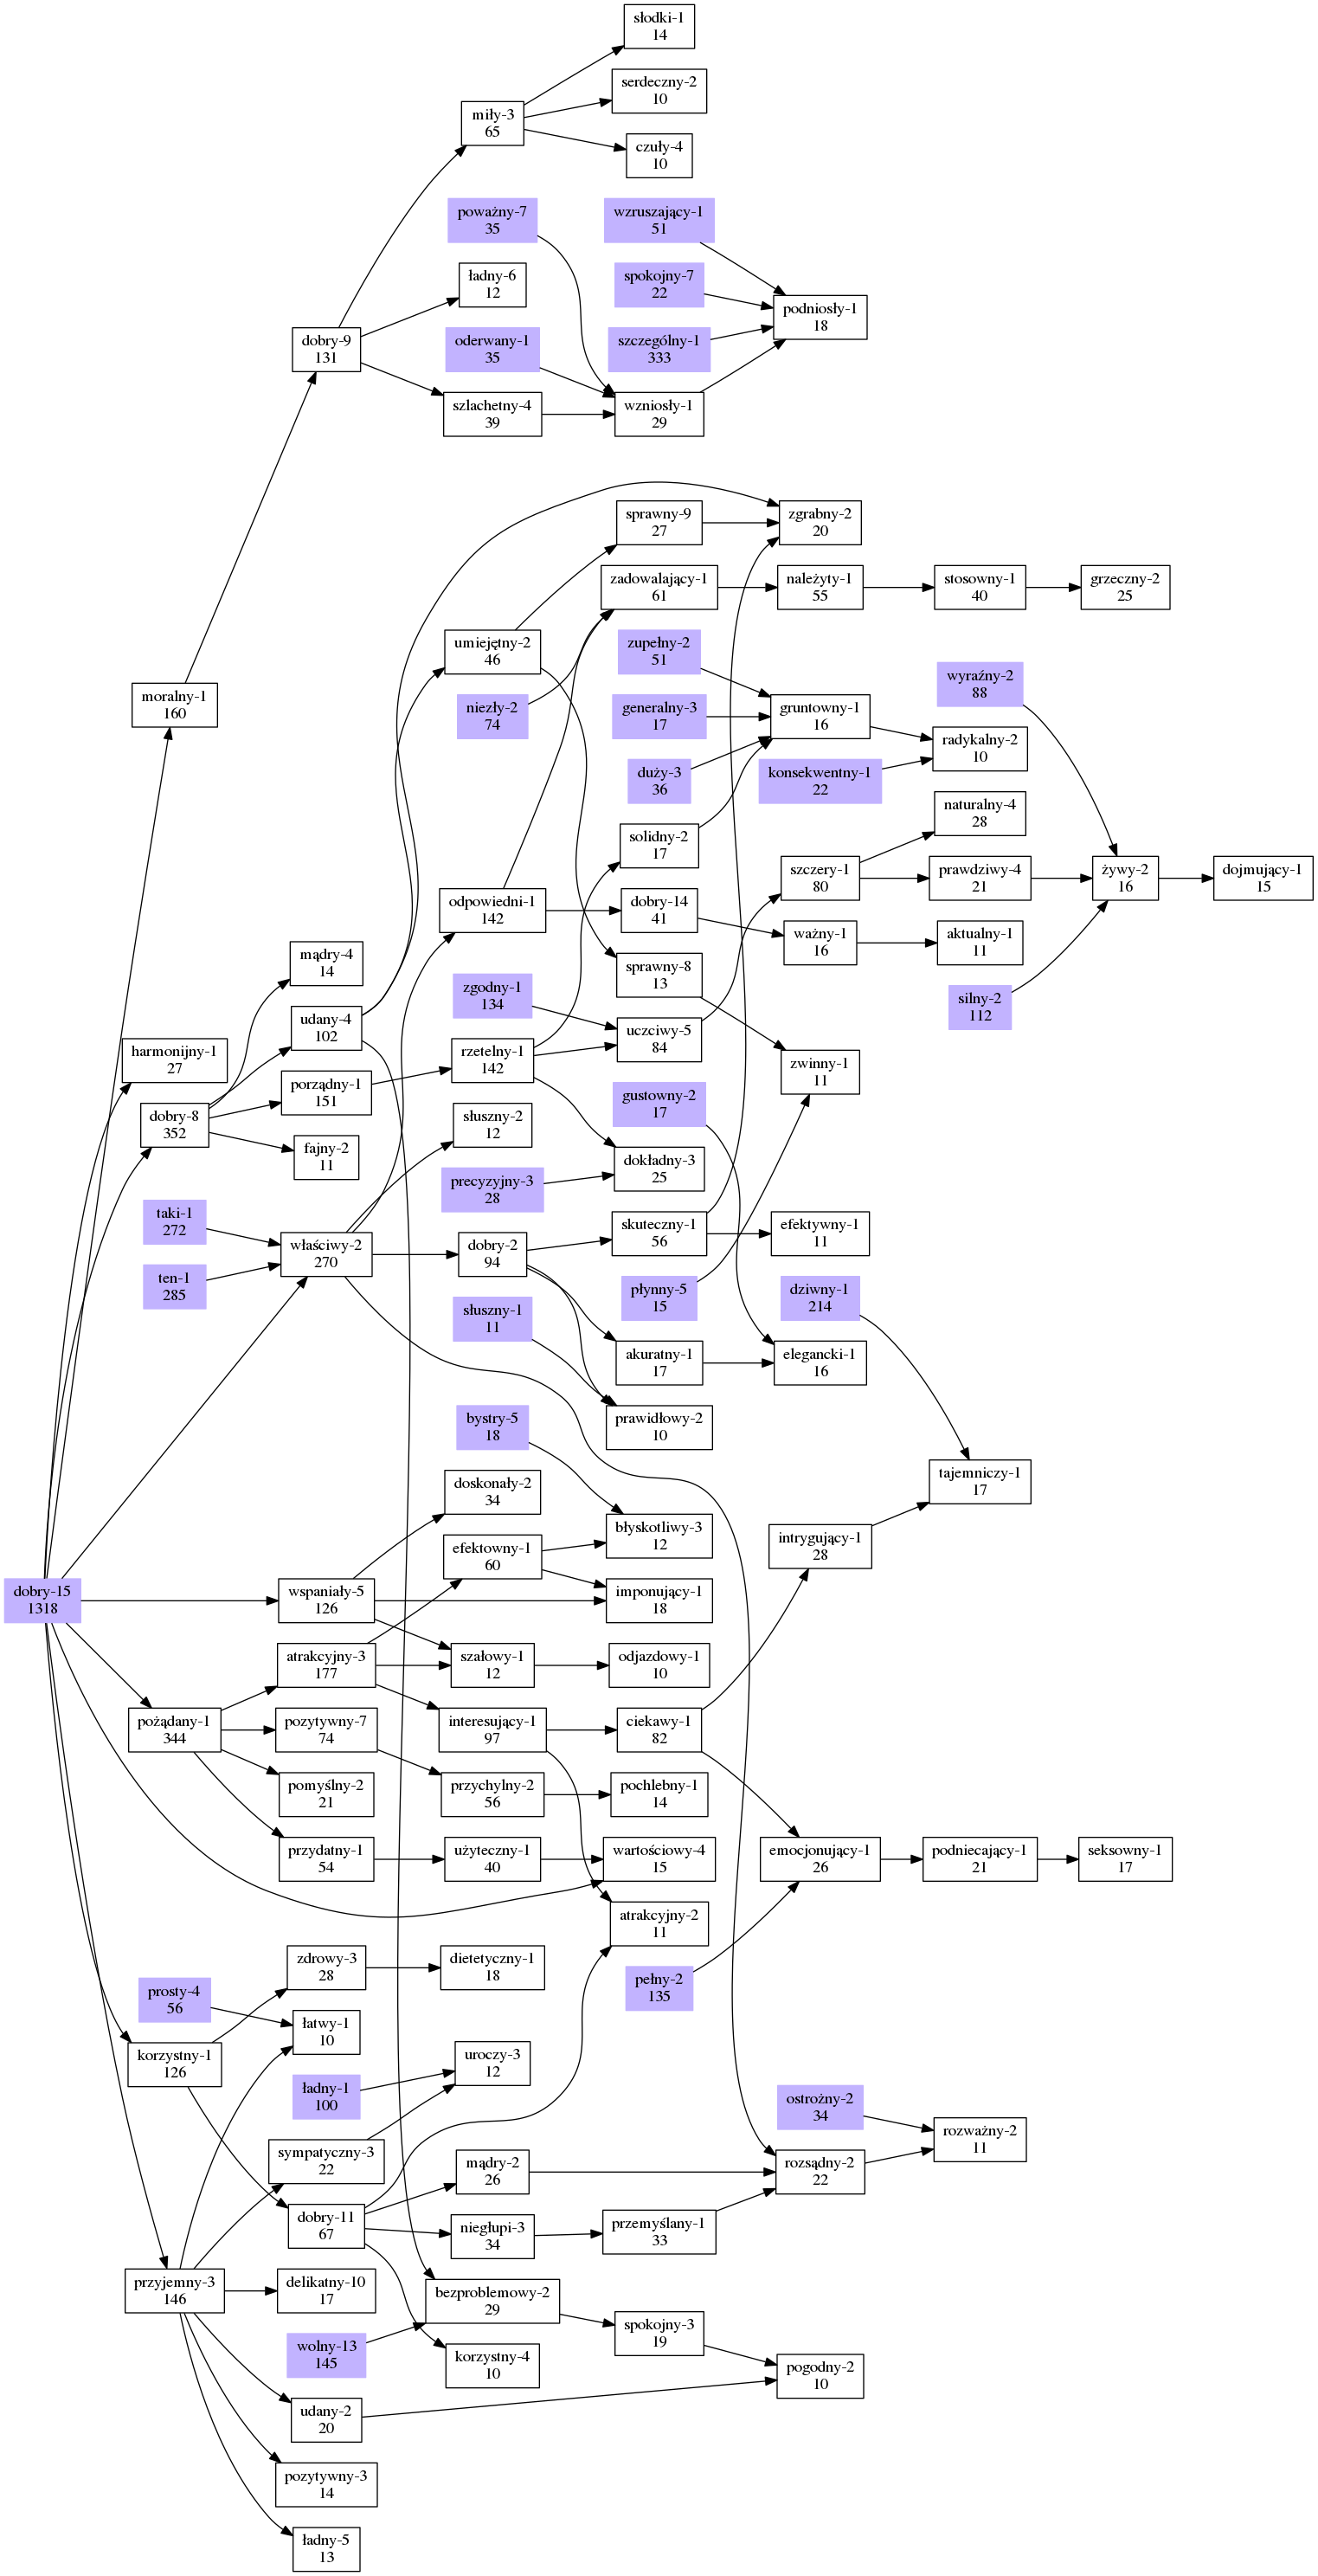 słodki-1
14
serdeczny-2
10
miły-3
65
czuły-4
10
poważny-7
35
wzruszający-1
51
ładny-6
12
spokojny-7
22
podniosły-1
18
dobry-9
131
oderwany-1
35
szczególny-1
333
szlachetny-4
39
wzniosły-1
29
sprawny-9
27
zgrabny-2
20
zadowalający-1
61
należyty-1
55
stosowny-1
40
grzeczny-2
25
umiejętny-2
46
zupełny-2
51
wyraźny-2
88
moralny-1
160
niezły-2
74
generalny-3
17
gruntowny-1
16
radykalny-2
10
duży-3
36
konsekwentny-1
22
naturalny-4
28
solidny-2
17
szczery-1
80
prawdziwy-4
21
żywy-2
16
dojmujący-1
15
odpowiedni-1
142
dobry-14
41
ważny-1
16
aktualny-1
11
mądry-4
14
zgodny-1
134
sprawny-8
13
silny-2
112
udany-4
102
uczciwy-5
84
harmonijny-1
27
rzetelny-1
142
zwinny-1
11
porządny-1
151
gustowny-2
17
dobry-8
352
słuszny-2
12
fajny-2
11
dokładny-3
25
precyzyjny-3
28
taki-1
272
skuteczny-1
56
efektywny-1
11
właściwy-2
270
dobry-2
94
ten-1
285
płynny-5
15
dziwny-1
214
słuszny-1
11
akuratny-1
17
elegancki-1
16
prawidłowy-2
10
bystry-5
18
doskonały-2
34
tajemniczy-1
17
błyskotliwy-3
12
efektowny-1
60
intrygujący-1
28
dobry-15
1318
wspaniały-5
126
imponujący-1
18
atrakcyjny-3
177
szałowy-1
12
odjazdowy-1
10
pożądany-1
344
pozytywny-7
74
interesujący-1
97
ciekawy-1
82
pomyślny-2
21
przychylny-2
56
pochlebny-1
14
przydatny-1
54
użyteczny-1
40
wartościowy-4
15
emocjonujący-1
26
podniecający-1
21
seksowny-1
17
atrakcyjny-2
11
zdrowy-3
28
dietetyczny-1
18
pełny-2
135
prosty-4
56
łatwy-1
10
korzystny-1
126
uroczy-3
12
ładny-1
100
ostrożny-2
34
rozważny-2
11
sympatyczny-3
22
mądry-2
26
rozsądny-2
22
dobry-11
67
niegłupi-3
34
przemyślany-1
33
przyjemny-3
146
delikatny-10
17
bezproblemowy-2
29
wolny-13
145
spokojny-3
19
korzystny-4
10
pogodny-2
10
udany-2
20
pozytywny-3
14
ładny-5
13